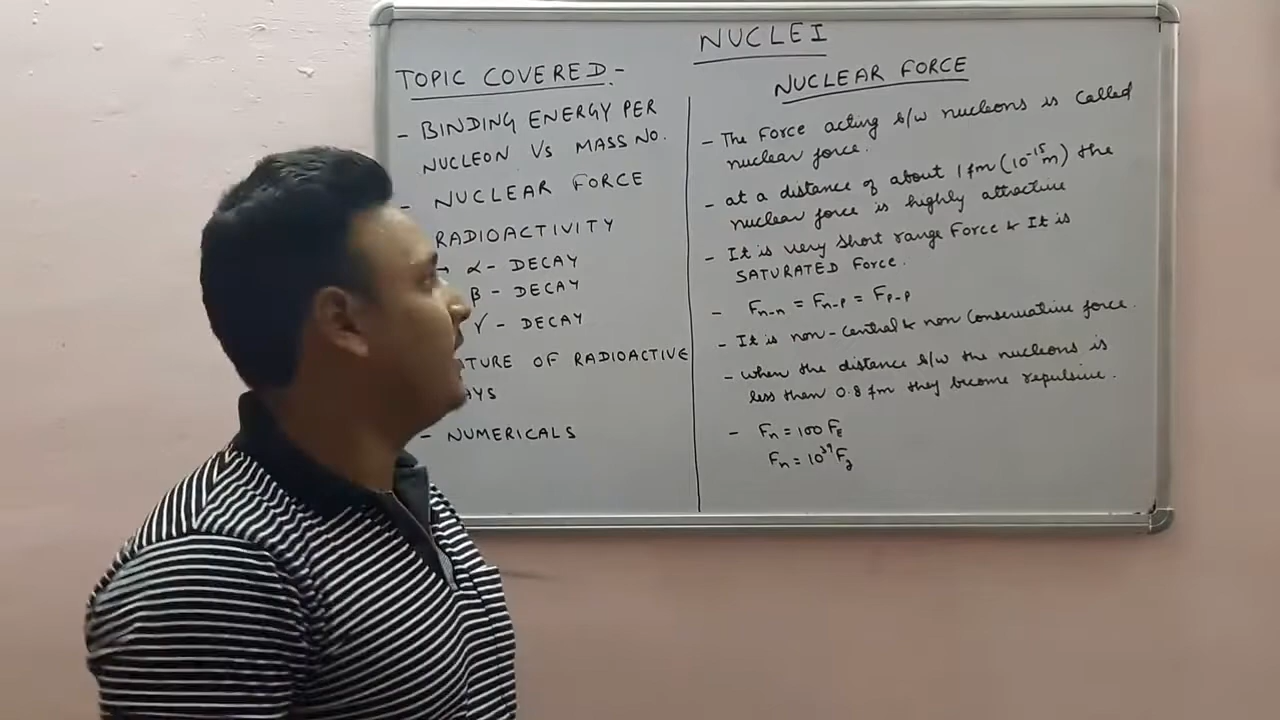 NUCLEI
TOPIC COVERED.-
- BINDING ENERGY PER
NUCLEON Vs MASS NO.
- NUCLEAR FORCE
RADIOACTIVITY
→ α - DECAY
β - DECAY
γ - DECAY
OF RADIOACTIVE
- NUMERICALS
NUCLEAR FORCE
- The Force acting b/w nucleons is called
nuclear force.
- at a distance of about 1 fm (10⁻¹⁵m) the
nuclear force is highly attractive
- It is very short range Force & It is
SATURATED Force.
- Fn-n = Fn-p = Fp-p
- It is non-central & non conservative force.
- when the distance b/w the nucleons is
less than 0.8 fm they become repulsive.
- Fn = 100 FE
Fn = 10³⁹ Fg